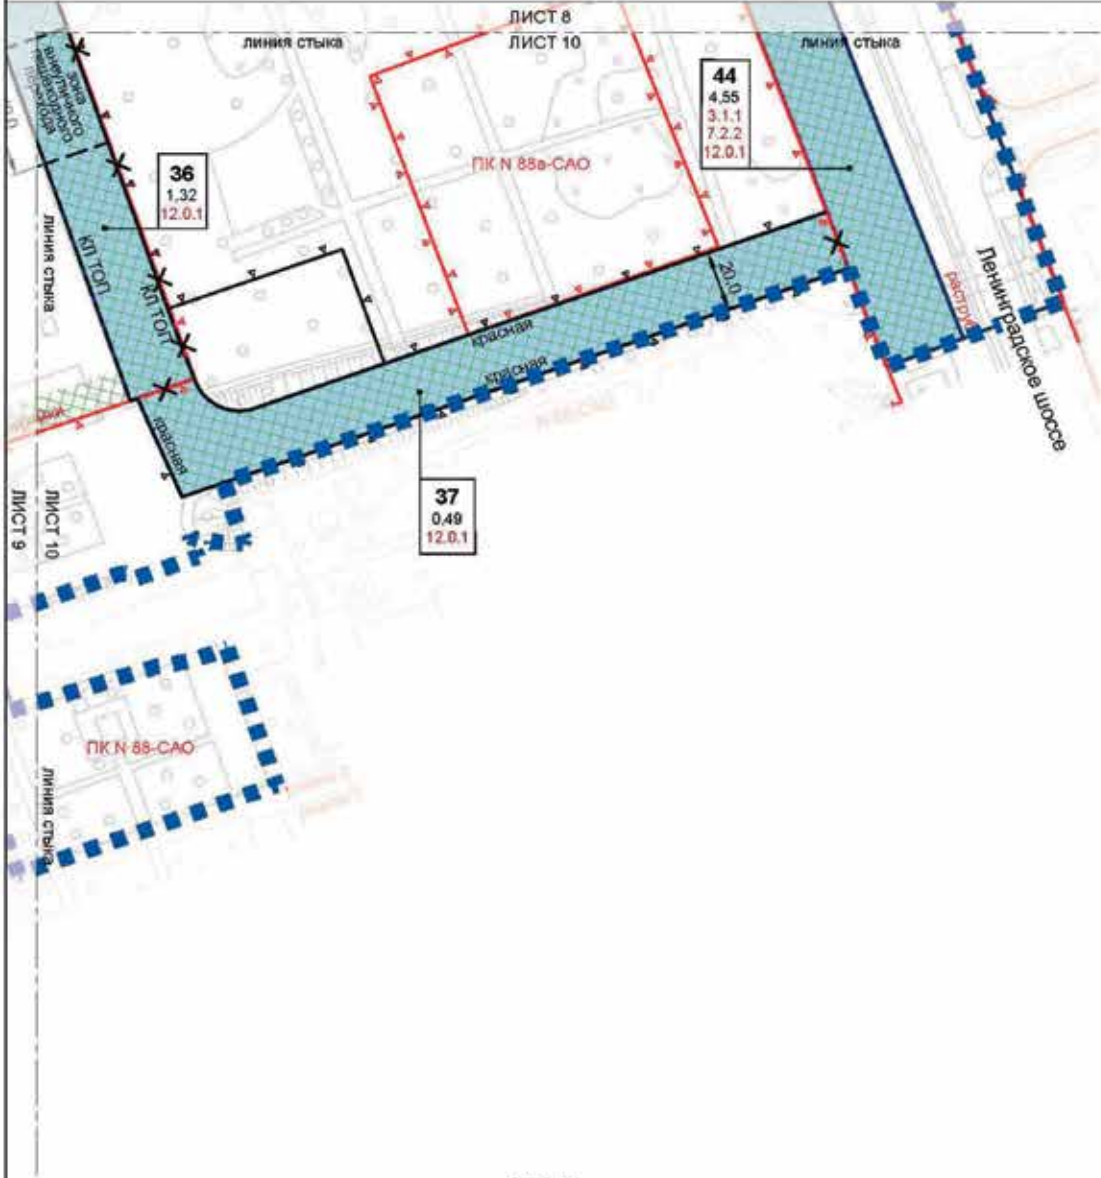 ЛИСТ 8
линия стыка
ЛИСТ 10
линия стыка
зона
внеуличного
пешеходного
перехода
44
4,55
3.1.1
7.2.2
12.0.1
36
1,32
12.0.1
ПК N 88а-САО
линия стыка
КЛ ТОП
КЛ ТОП
20,0
Ленинградское шоссе
красная
красная
красная
37
0,49
12.0.1
ЛИСТ 9
ЛИСТ 10
ПК N 88-САО
линия стыка